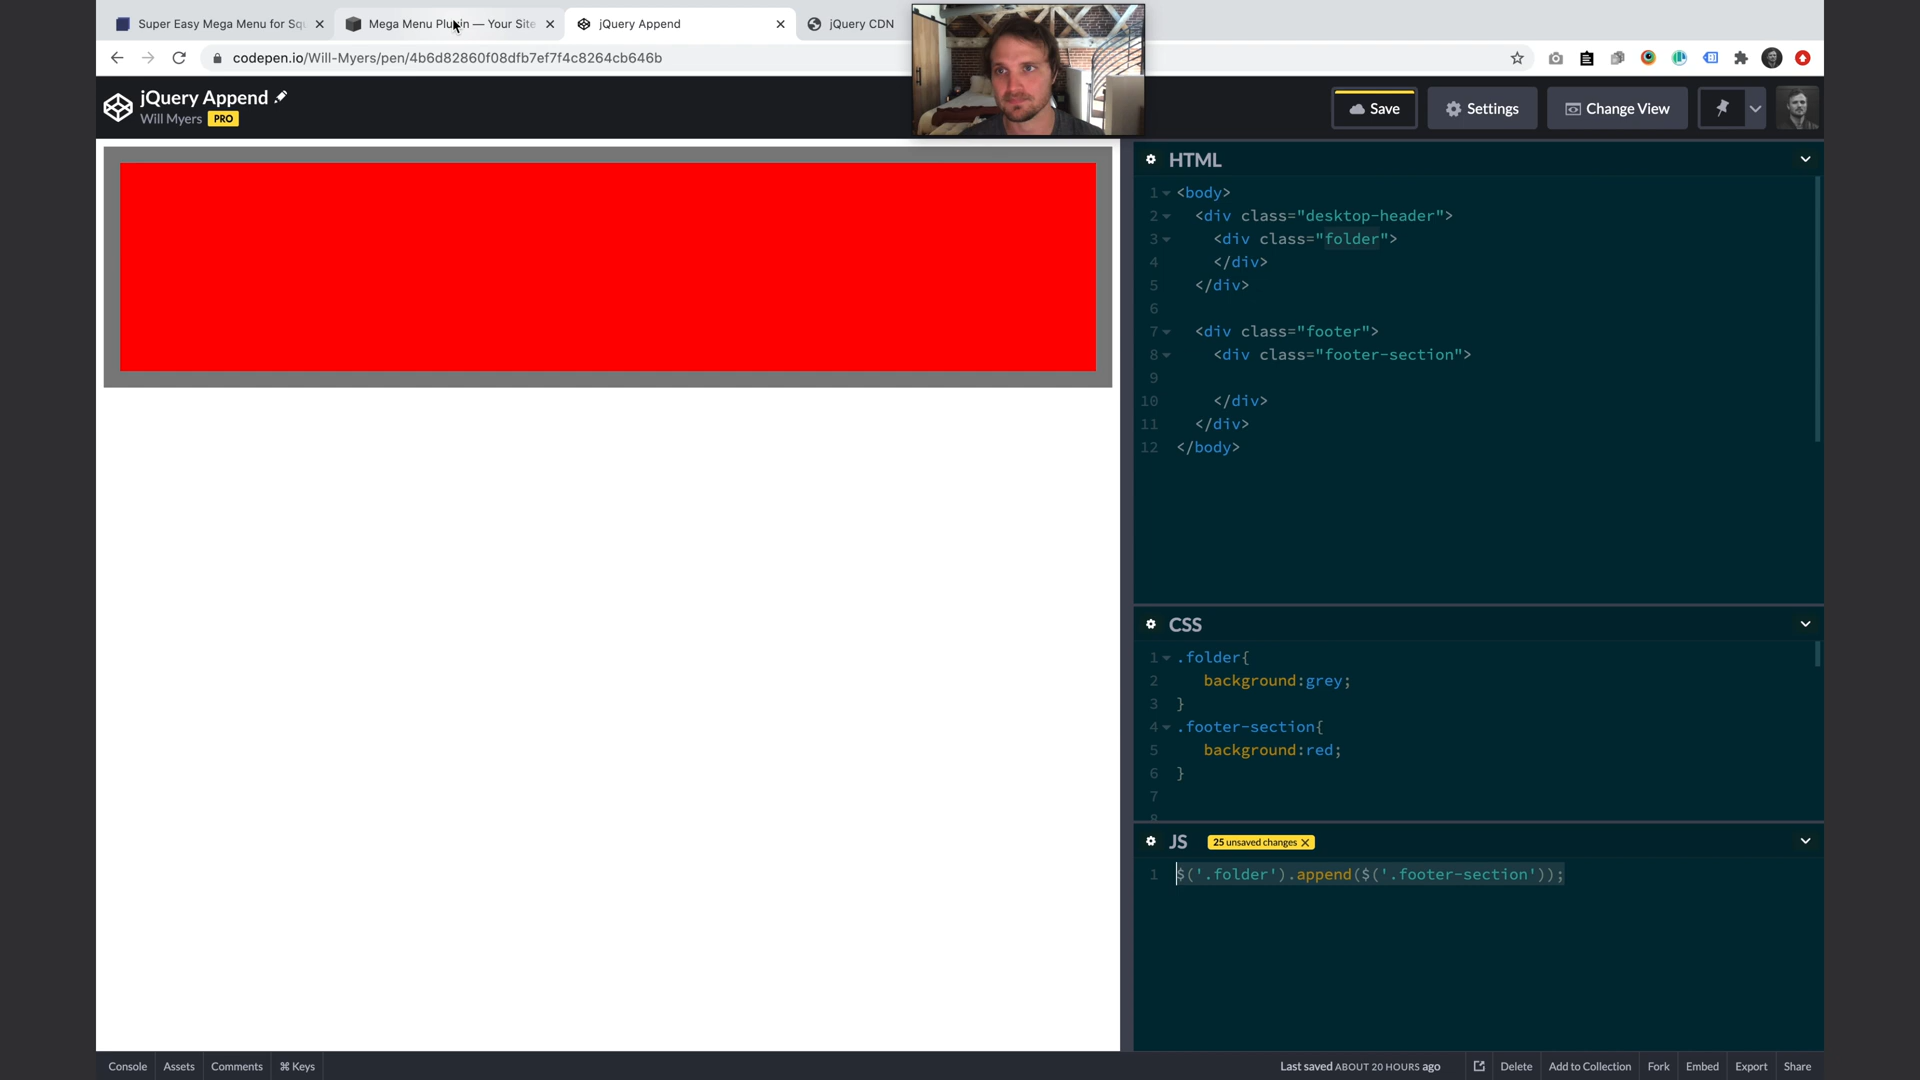 Super Easy Mega Menu for Squ
Mega Menu Plugin — Your Site
jQuery Append
jQuery CDN
codepen.io/Will-Myers/pen/4b6d82860f08dfb7ef7f4c8264cb646b
jQuery Append
Will Myers PRO
Save
Settings
Change View
HTML
1 <body>
2 <div class="desktop-header">
3 <div class="folder">
4 </div>
5 </div>
6
7 <div class="footer">
8 <div class="footer-section">
9
10 </div>
11 </div>
12 </body>
CSS
1 .folder{
2 background:grey;
3 }
4 .footer-section{
5 background:red;
6 }
7
8
JS 25 unsaved changes
1 $('.folder').append($('.footer-section'));
Console Assets Comments ⌘ Keys
Last saved ABOUT 20 HOURS ago Delete Add to Collection Fork Embed Export Share